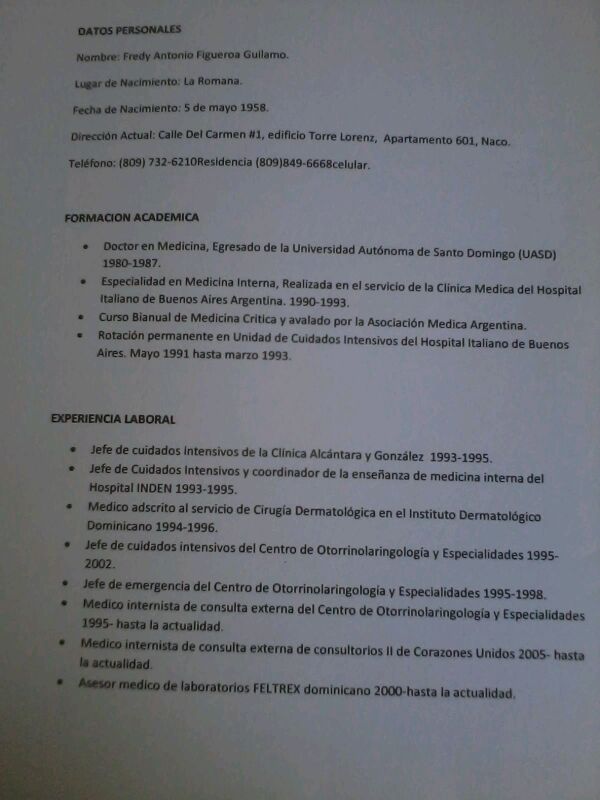 DATOS PERSONALES
Nombre: Fredy Antonio Figueroa Guilamo.
Lugar de Nacimiento: La Romana.
Fecha de Nacimiento: 5 de mayo 1958.
Dirección Actual: Calle Del Carmen #1, edificio Torre Lorenz, Apartamento 601, Naco.
Teléfono: (809) 732-6210Residencia (809)849-6668celular.
FORMACION ACADEMICA
• Doctor en Medicina, Egresado de la Universidad Autónoma de Santo Domingo (UASD)
1980-1987.
• Especialidad en Medicina Interna, Realizada en el servicio de la Clínica Medica del Hospital
Italiano de Buenos Aires Argentina. 1990-1993.
• Curso Bianual de Medicina Critica y avalado por la Asociación Medica Argentina.
• Rotación permanente en Unidad de Cuidados Intensivos del Hospital Italiano de Buenos
Aires. Mayo 1991 hasta marzo 1993.
EXPERIENCIA LABORAL
• Jefe de cuidados intensivos de la Clínica Alcántara y González 1993-1995.
• Jefe de Cuidados Intensivos y coordinador de la enseñanza de medicina interna del
Hospital INDEN 1993-1995.
• Medico adscrito al servicio de Cirugía Dermatológica en el Instituto Dermatológico
Dominicano 1994-1996.
• Jefe de cuidados intensivos del Centro de Otorrinolaringología y Especialidades 1995-
2002.
• Jefe de emergencia del Centro de Otorrinolaringología y Especialidades 1995-1998.
• Medico internista de consulta externa del Centro de Otorrinolaringología y Especialidades
1995- hasta la actualidad.
• Medico internista de consulta externa de consultorios II de Corazones Unidos 2005- hasta
la actualidad.
• Asesor medico de laboratorios FELTREX dominicano 2000-hasta la actualidad.